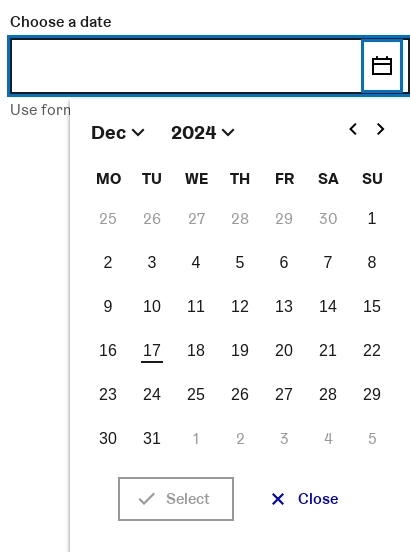 Choose a date
Use
Dec 2024
MO TU WE TH FR SA SU
25 26 27 28 29 30 1
2 3 4 5 6 7 8
9 10 11 12 13 14 15
16 17 18 19 20 21 22
23 24 25 26 27 28 29
30 31 1 2 3 4 5
Select Close